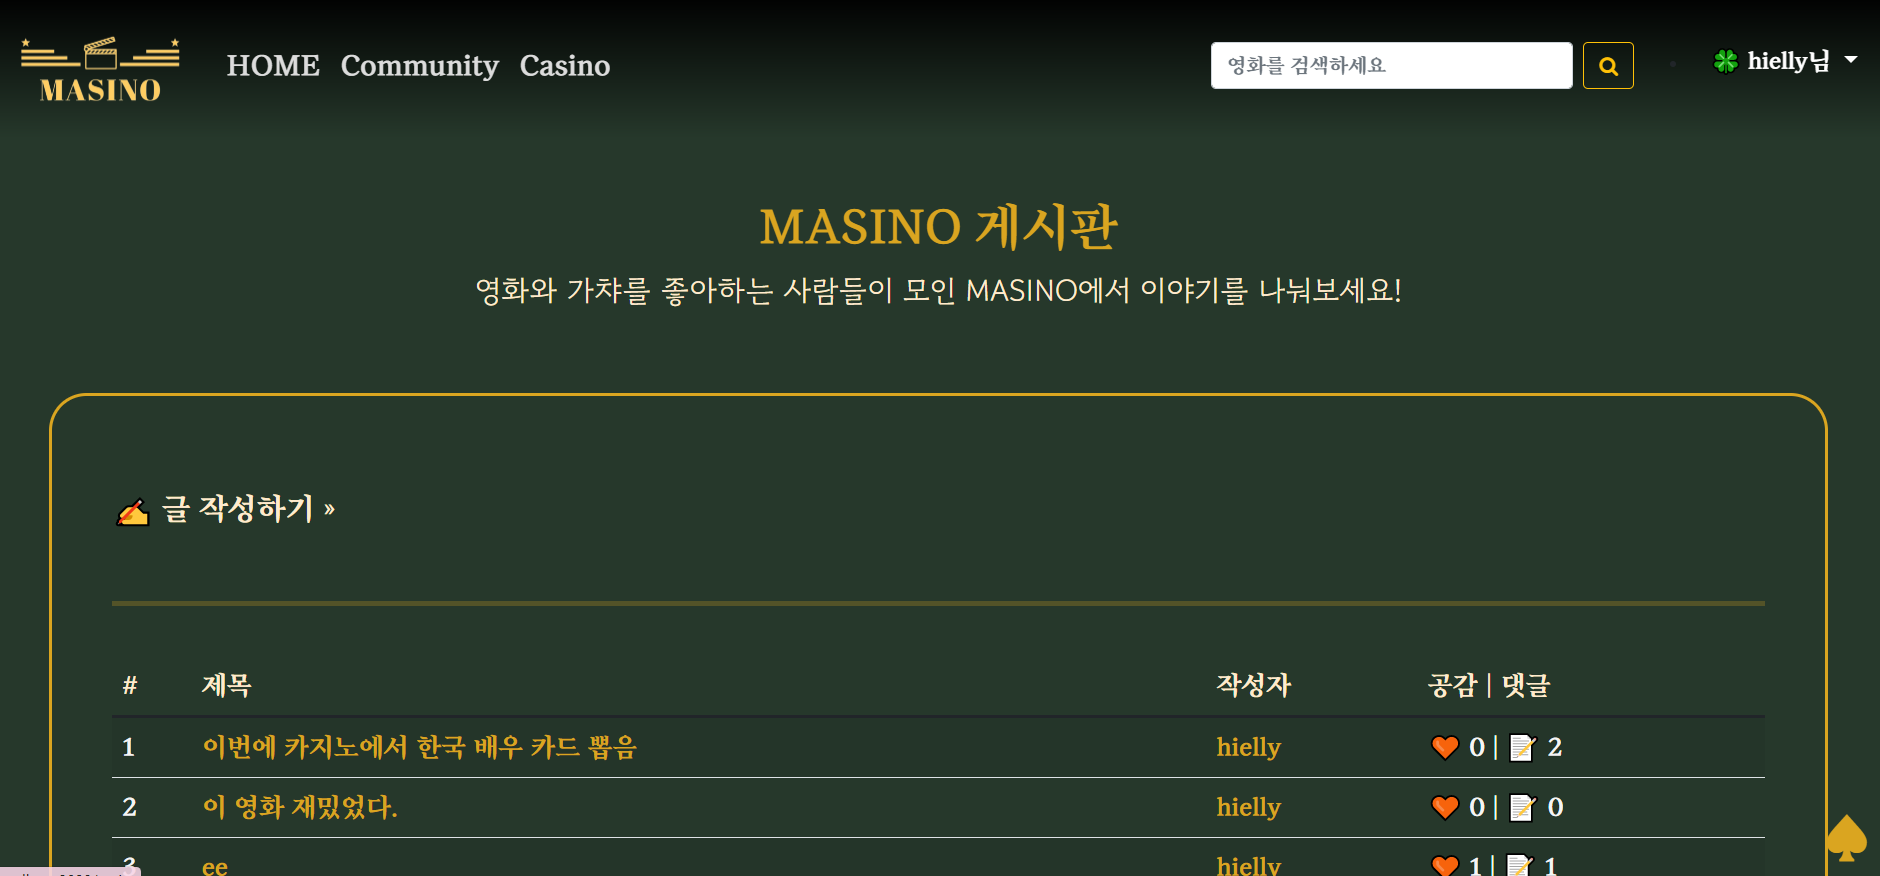 MASINO
HOME Community Casino
영화를 검색하세요
hielly님
MASINO 게시판
영화와 가챠를 좋아하는 사람들이 모인 MASINO에서 이야기를 나눠보세요!
글 작성하기 »
# 제목 작성자 공감 | 댓글
1 이번에 카지노에서 한국 배우 카드 뽑음 hielly 0 | 2
2 이 영화 재밌었다. hielly 0 | 0
3 ee hielly 1 | 1